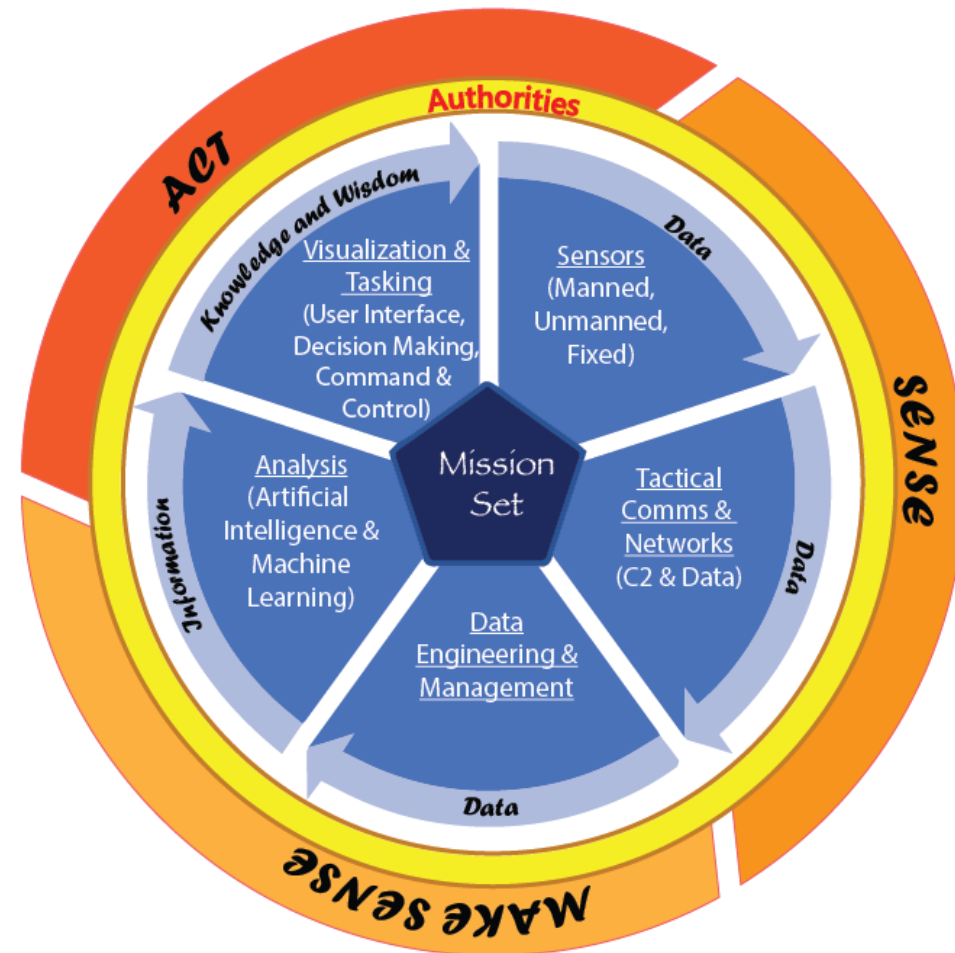 Authorities
ACT
SENSE
MAKE SENSE
Knowledge and Wisdom
Data
Data
Data
Information
Visualization &
Tasking
(User Interface,
Decision Making,
Command &
Control)
Sensors
(Manned,
Unmanned,
Fixed)
Tactical
Comms &
Networks
(C2 & Data)
Data
Engineering &
Management
Analysis
(Artificial
Intelligence &
Machine
Learning)
Mission
Set